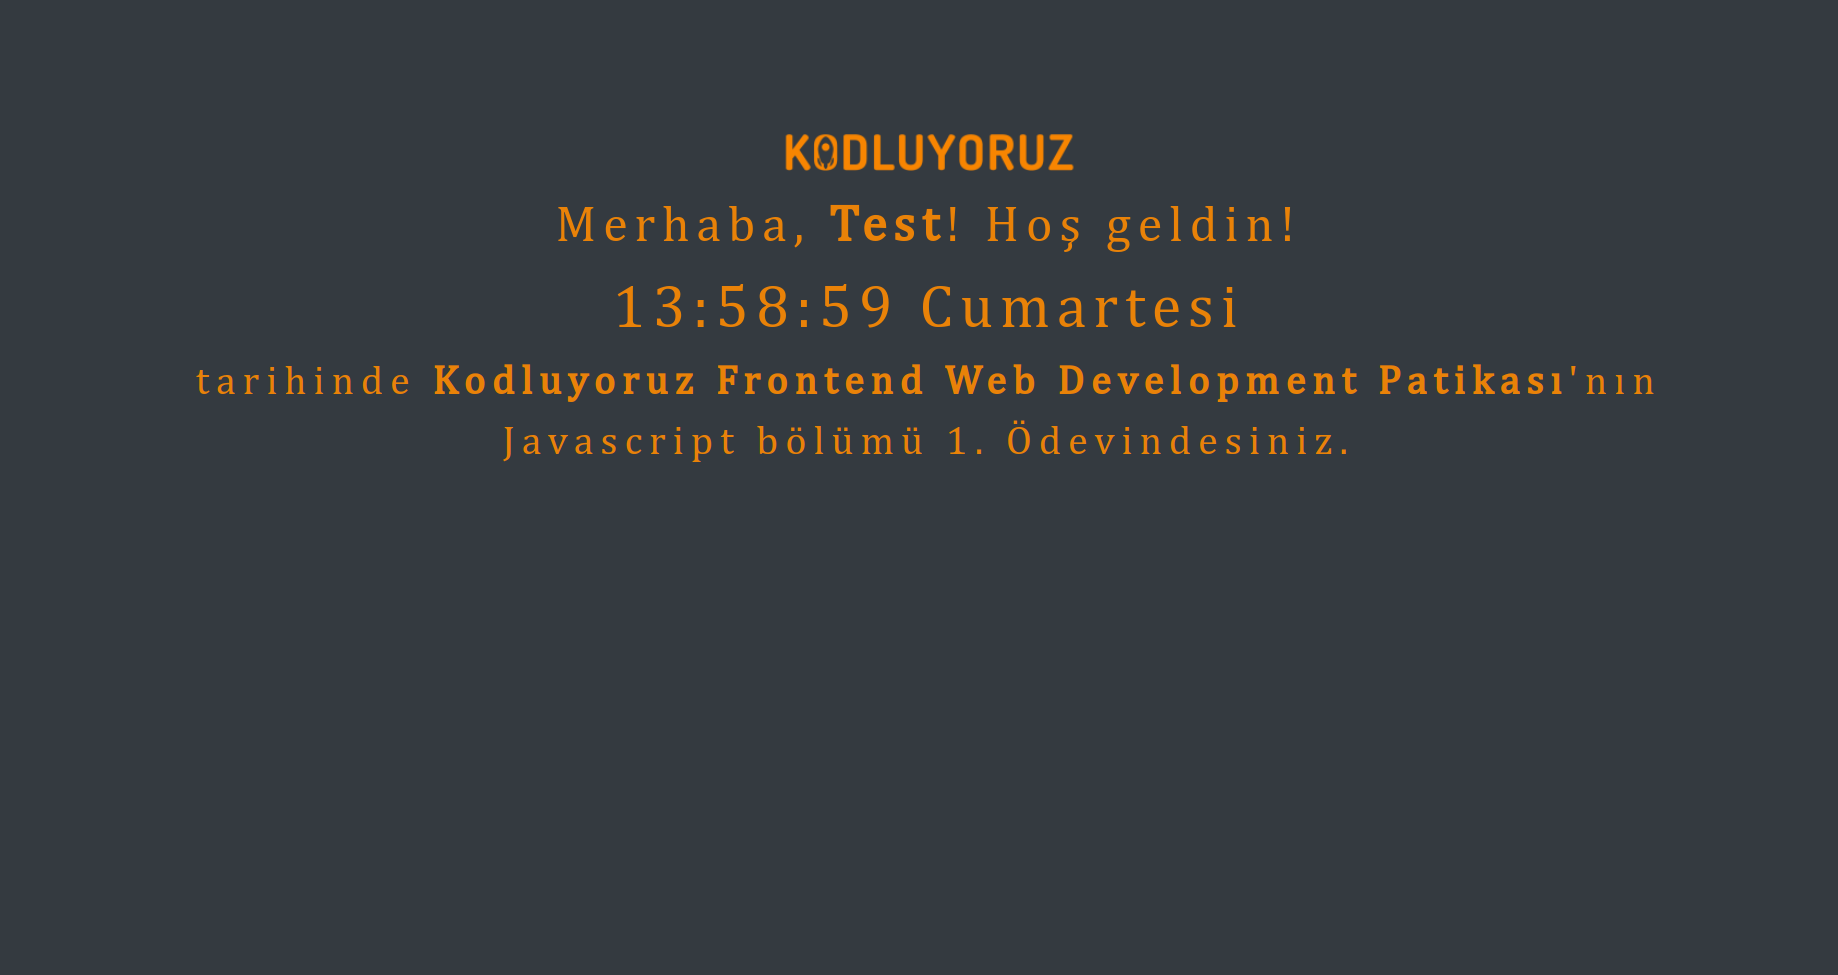 KODLUYORUZ
Merhaba, Test! Hoş geldin!
13:58:59 Cumartesi
tarihinde Kodluyoruz Frontend Web Development Patikası'nın
Javascript bölümü 1. Ödevindesiniz.